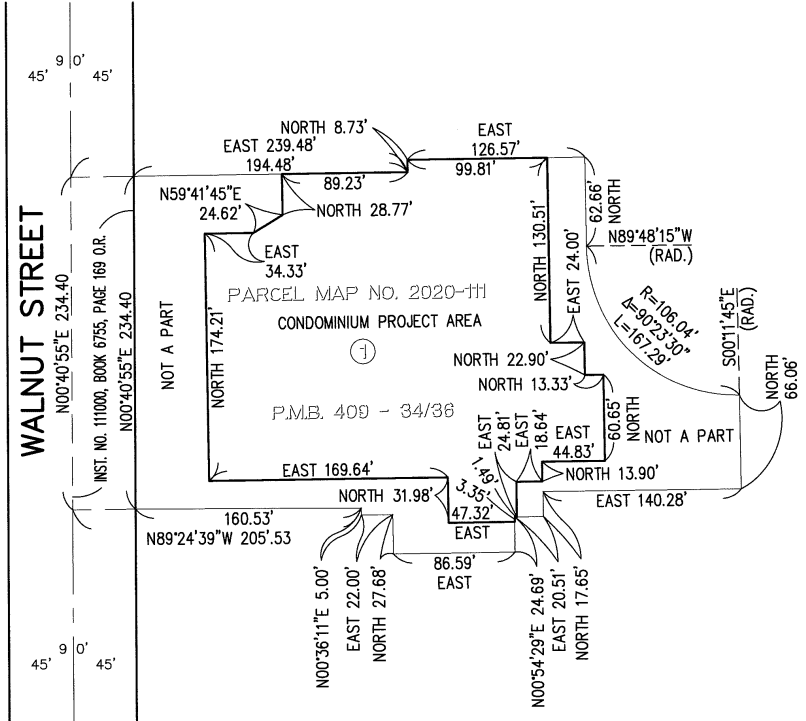 9 0'
45' 45'
WALNUT STREET
N00°40'55"E 234.40
INST. NO. 111000, BOOK 6755, PAGE 169 O.R.
N00°40'55"E 234.40
NOT A PART
NORTH 8.73'
EAST 239.48'
194.48'
89.23'
EAST
126.57'
99.81'
N59°41'45"E
24.62'
NORTH 28.77'
EAST
34.33'
NORTH 174.21'
PARCEL MAP NO. 2020-111
CONDOMINIUM PROJECT AREA
1
P.M.B. 409 - 34/36
NORTH 130.51'
EAST 24.00'
62.66'
NORTH
N89°48'15"W
(RAD.)
R=106.04'
Δ=90°23'30"
L=167.29'
S00°11'45"E
(RAD.)
NORTH
66.06'
NORTH 22.90'
NORTH 13.33'
60.65'
NORTH
NOT A PART
EAST
24.81'
EAST
18.64'
EAST
44.83'
NORTH 13.90'
EAST 140.28'
EAST 169.64'
NORTH 31.98'
1.49'
3.35'
47.32'
EAST
160.53'
N89°24'39"W 205.53
86.59'
EAST
N00°36'11"E 5.00'
EAST 22.00'
NORTH 27.68'
N00°54'29"E 24.69'
EAST 20.51'
NORTH 17.65'
9 0'
45' 45'